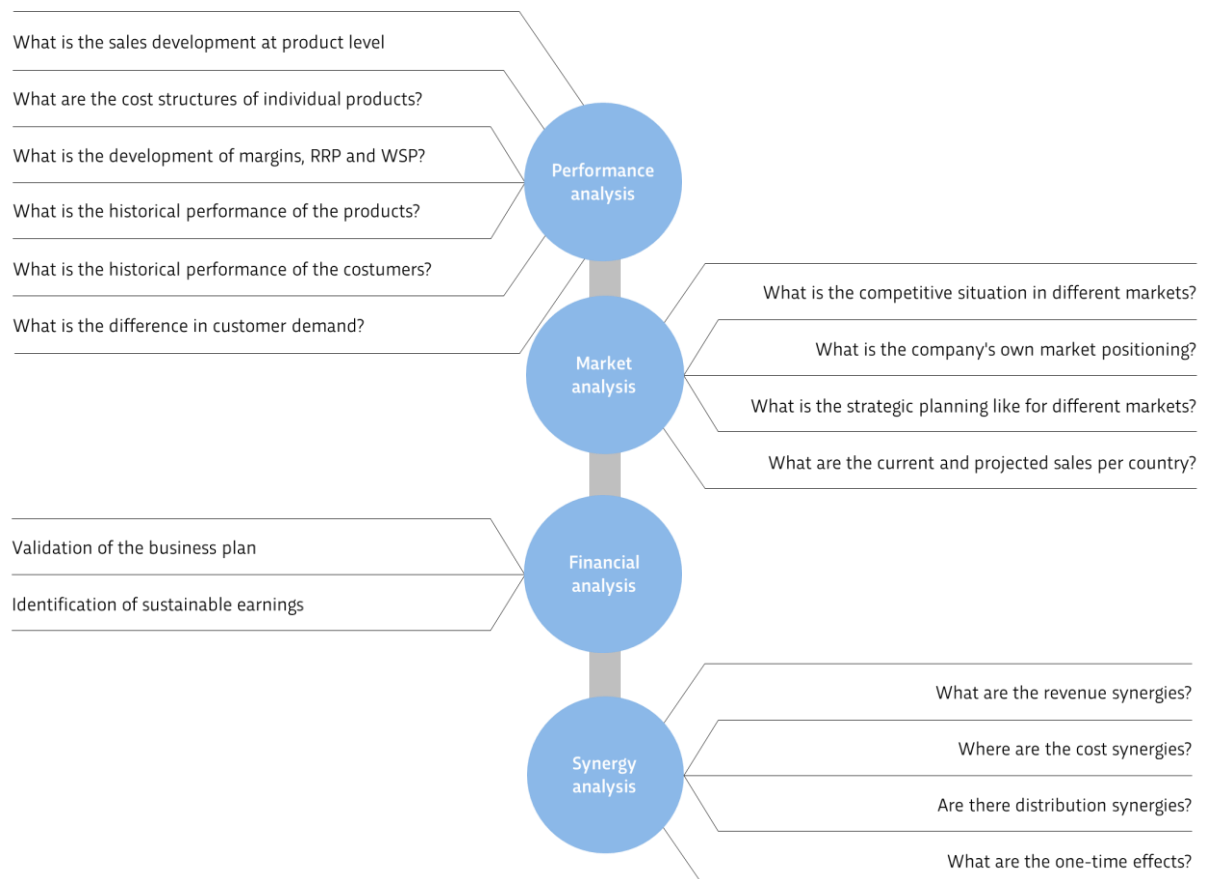 What is the sales development at product level
What are the cost structures of individual products?
What is the development of margins, RRP and WSP?
What is the historical performance of the products?
What is the historical performance of the costumers?
What is the difference in customer demand?
Performance
analysis
What is the competitive situation in different markets?
What is the company's own market positioning?
What is the strategic planning like for different markets?
What are the current and projected sales per country?
Market
analysis
Validation of the business plan
Identification of sustainable earnings
Financial
analysis
What are the revenue synergies?
Where are the cost synergies?
Are there distribution synergies?
What are the one-time effects?
Synergy
analysis